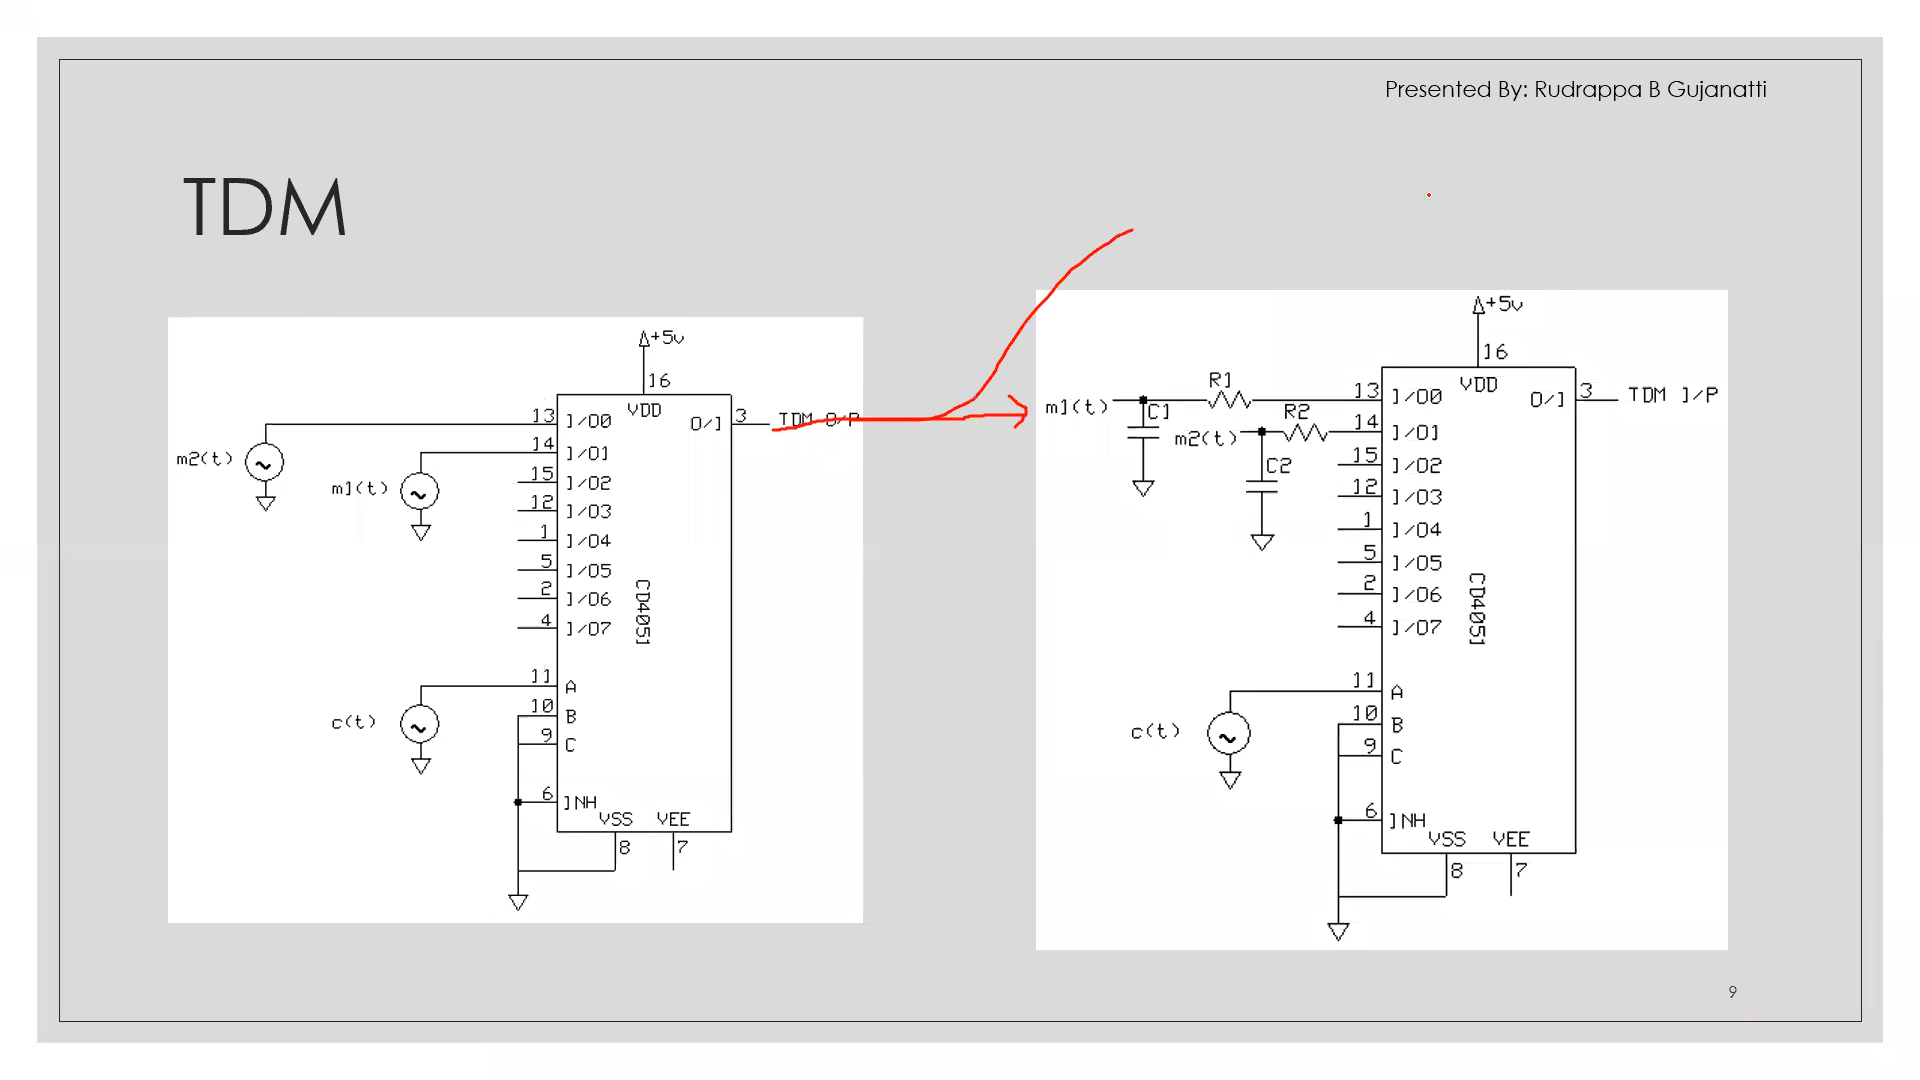 Presented By: Rudrappa B Gujanatti
TDM
+5v
16
VDD
13 I/O0
14 I/O1
15 I/O2
12 I/O3
1 I/O4
5 I/O5
2 I/O6
4 I/O7
O/I 3 TDM O/P
m2(t)
m1(t)
CD4051
c(t)
11 A
10 B
9 C
6 INH
VSS VEE
8 7
+5v
16
VDD
m1(t) C1 R1 13 I/O0
m2(t) C2 R2 14 I/O1
15 I/O2
12 I/O3
1 I/O4
5 I/O5
2 I/O6
4 I/O7
O/I 3 TDM I/P
CD4051
c(t)
11 A
10 B
9 C
6 INH
VSS VEE
8 7
9